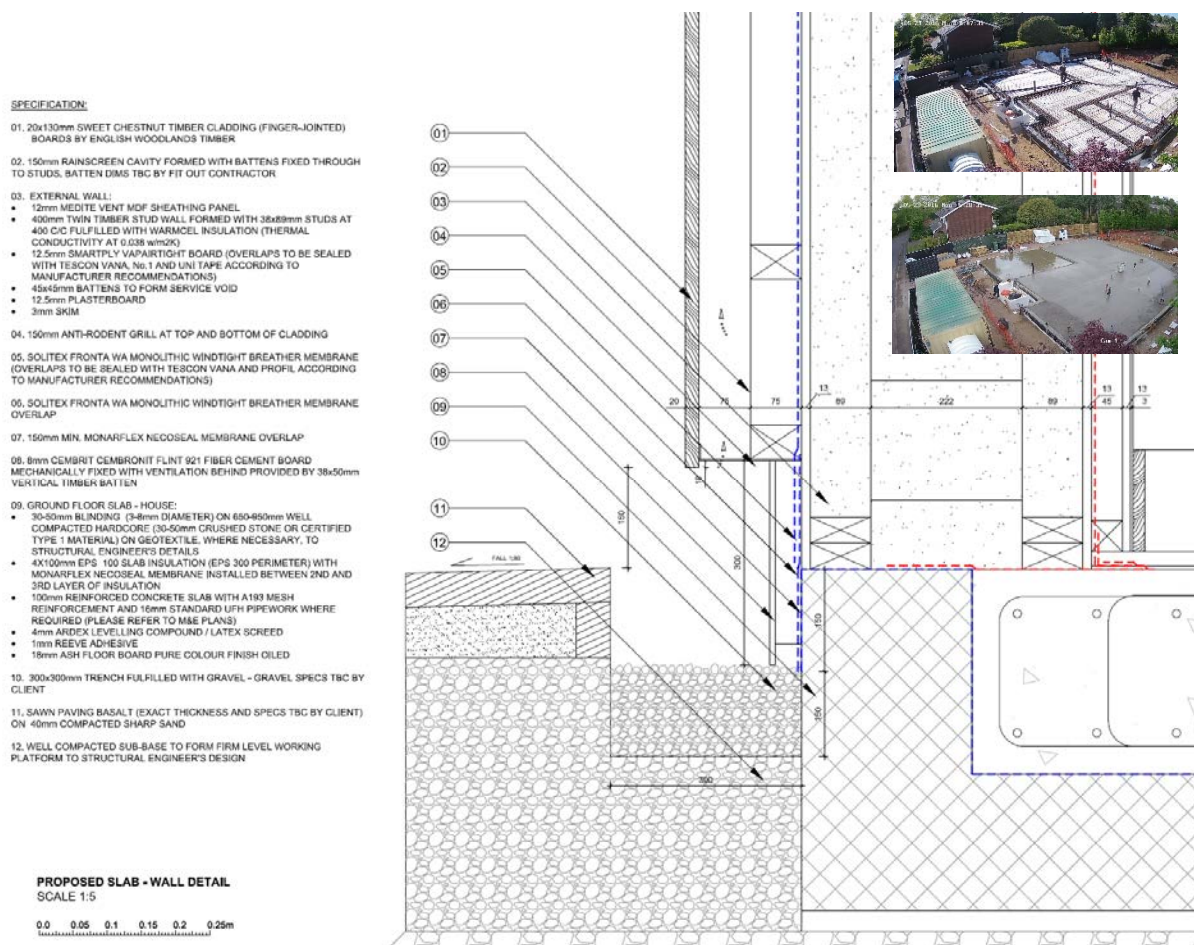 SPECIFICATION:
01. 20x130mm SWEET CHESTNUT TIMBER CLADDING (FINGER-JOINTED)
BOARDS BY ENGLISH WOODLANDS TIMBER
02. 150mm RAINSCREEN CAVITY FORMED WITH BATTENS FIXED THROUGH
TO STUDS, BATTEN DIMS TBC BY FIT OUT CONTRACTOR
03. EXTERNAL WALL:
• 12mm MEDITE VENT MDF SHEATHING PANEL
• 400mm TWIN TIMBER STUD WALL FORMED WITH 38x89mm STUDS AT
400 C/C FULFILLED WITH WARMCEL INSULATION (THERMAL
CONDUCTIVITY AT 0.038 w/m2K)
• 12.5mm SMARTPLY VAPAIRTIGHT BOARD (OVERLAPS TO BE SEALED
WITH TESCON VANA, No.1 AND UNI TAPE ACCORDING TO
MANUFACTURER RECOMMENDATIONS)
• 45x45mm BATTENS TO FORM SERVICE VOID
• 12.5mm PLASTERBOARD
• 3mm SKIM
04. 150mm ANTI-RODENT GRILL AT TOP AND BOTTOM OF CLADDING
05. SOLITEX FRONTA WA MONOLITHIC WINDTIGHT BREATHER MEMBRANE
(OVERLAPS TO BE SEALED WITH TESCON VANA AND PROFIL ACCORDING
TO MANUFACTURER RECOMMENDATIONS)
06. SOLITEX FRONTA WA MONOLITHIC WINDTIGHT BREATHER MEMBRANE
OVERLAP
07. 150mm MIN. MONARFLEX NECOSEAL MEMBRANE OVERLAP
08. 8mm CEMBRIT CEMBRONIT FLINT 921 FIBER CEMENT BOARD
MECHANICALLY FIXED WITH VENTILATION BEHIND PROVIDED BY 38x50mm
VERTICAL TIMBER BATTEN
09. GROUND FLOOR SLAB - HOUSE:
• 30-50mm BLINDING (3-8mm DIAMETER) ON 650-950mm WELL
COMPACTED HARDCORE (30-50mm CRUSHED STONE OR CERTIFIED
TYPE 1 MATERIAL) ON GEOTEXTILE, WHERE NECESSARY, TO
STRUCTURAL ENGINEER'S DETAILS
• 4X100mm EPS 100 SLAB INSULATION (EPS 300 PERIMETER) WITH
MONARFLEX NECOSEAL MEMBRANE INSTALLED BETWEEN 2ND AND
3RD LAYER OF INSULATION
• 100mm REINFORCED CONCRETE SLAB WITH A193 MESH
REINFORCEMENT AND 16mm STANDARD UFH PIPEWORK WHERE
REQUIRED (PLEASE REFER TO M&E PLANS)
• 4mm ARDEX LEVELLING COMPOUND / LATEX SCREED
• 1mm REEVE ADHESIVE
• 18mm ASH FLOOR BOARD PURE COLOUR FINISH OILED
10. 300x300mm TRENCH FULFILLED WITH GRAVEL - GRAVEL SPECS TBC BY
CLIENT
11. SAWN PAVING BASALT (EXACT THICKNESS AND SPECS TBC BY CLIENT)
ON 40mm COMPACTED SHARP SAND
12. WELL COMPACTED SUB-BASE TO FORM FIRM LEVEL WORKING
PLATFORM TO STRUCTURAL ENGINEER'S DESIGN
PROPOSED SLAB - WALL DETAIL
SCALE 1:5
0.0 0.05 0.1 0.15 0.2 0.25m
01
02
03
04
05
06
07
08
09
10
11
12
13 13 13
20 75 75 89 222 89 45 3
150
300
150
150
390